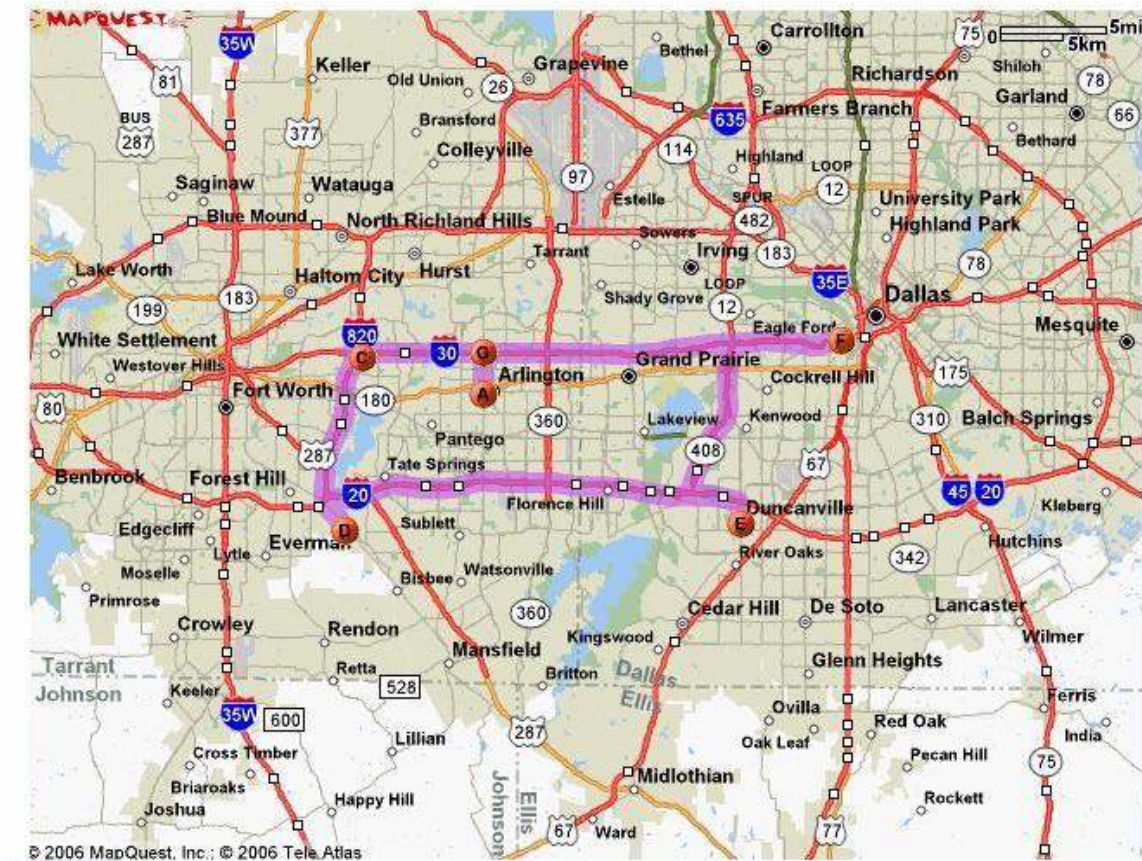 MAPQUEST
35W
Keller
81
BUS
287
377
Old Union
26
Grapevine
Bethel
Carrollton
75
0
5mi
5km
Richardson
Shiloh
78
Garland
66
Bransford
Colleyville
635
Farmers Branch
Bethard
114
Highland
LOOP
12
Saginaw
Watauga
97
Estelle
SPUR
482
University Park
Blue Mound
North Richland Hills
Sowers
Highland Park
Tarrant
Irving
183
78
Lake Worth
Haltom City
Hurst
Shady Grove
LOOP
12
35E
Dallas
199
183
Mesquite
White Settlement
820
Eagle Ford
F
C
30
G
Grand Prairie
Westover Hills
Arlington
A
Cockrell Hill
175
Fort Worth
180
80
360
Lakeview
Kenwood
310
Balch Springs
Pantego
408
287
67
Benbrook
Forest Hill
Tate Springs
20
Florence Hill
45
20
Duncanville
Kleberg
Edgecliff
D
Sublett
E
Everman
Lytle
River Oaks
342
Hutchins
Moselle
Bisbee
Watsonville
Primrose
360
Cedar Hill
De Soto
Lancaster
Crowley
Rendon
Kingswood
Wilmer
Mansfield
Tarrant
Johnson
Retta
Britton
Dallas
Ellis
Glenn Heights
Keeler
528
Ferris
35W
600
Ovilla
Red Oak
India
287
Lillian
Oak Leaf
Cross Timber
Pecan Hill
75
Briaroaks
Johnson
Ellis
Midlothian
Happy Hill
Rockett
Joshua
67
Ward
77
© 2006 MapQuest, Inc.; © 2006 Tele Atlas